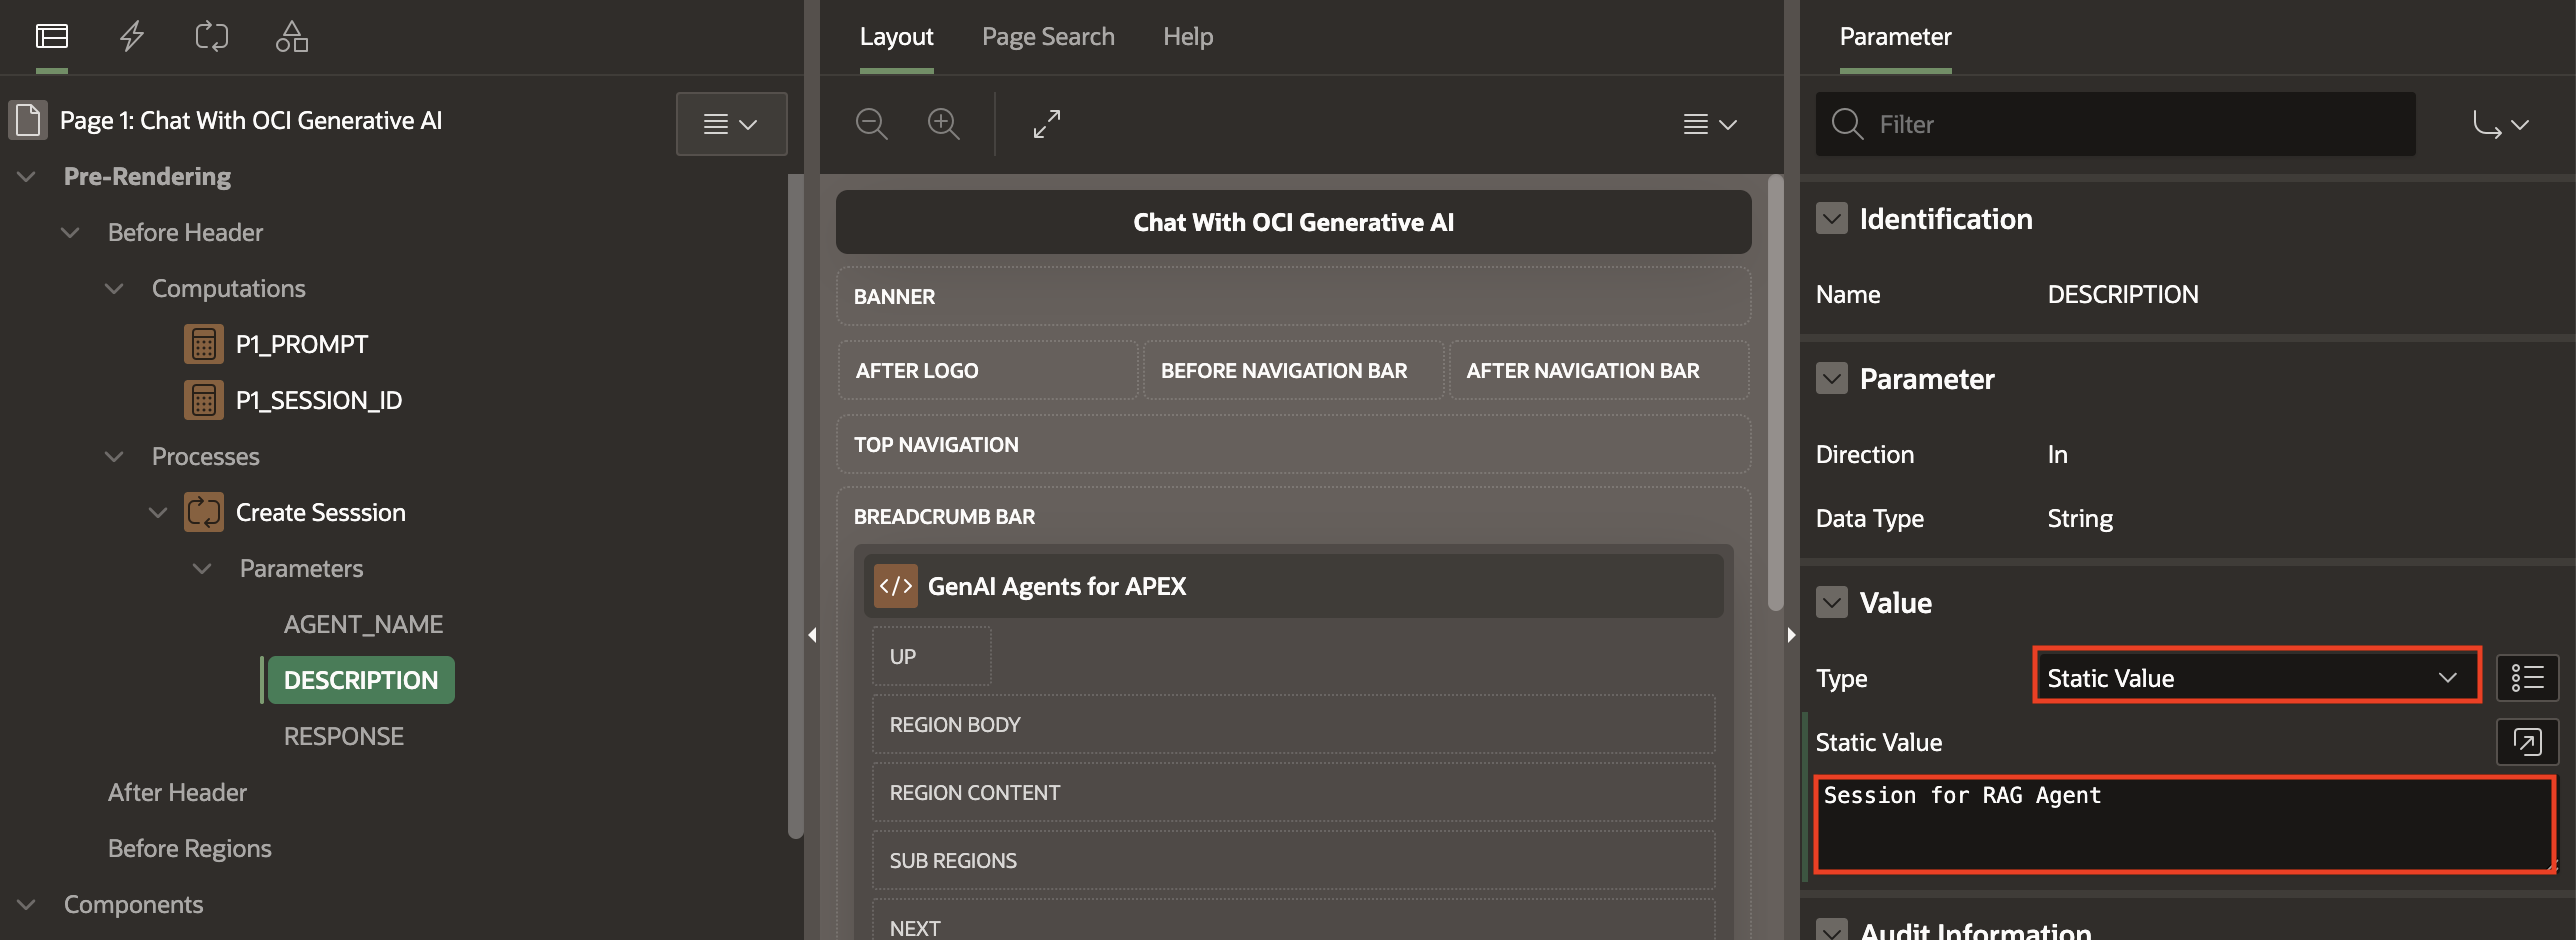 Page 1: Chat With OCI Generative AI
Pre-Rendering
Before Header
Computations
P1_PROMPT
P1_SESSION_ID
Processes
Create Sesssion
Parameters
AGENT_NAME
DESCRIPTION
RESPONSE
After Header
Before Regions
Components
Layout Page Search Help
Chat With OCI Generative AI
BANNER
AFTER LOGO BEFORE NAVIGATION BAR AFTER NAVIGATION BAR
TOP NAVIGATION
BREADCRUMB BAR
</> GenAI Agents for APEX
UP
REGION BODY
REGION CONTENT
SUB REGIONS
NEXT
Parameter
Filter
Identification
Name DESCRIPTION
Parameter
Direction In
Data Type String
Value
Type Static Value
Static Value
Session for RAG Agent
Audit Information